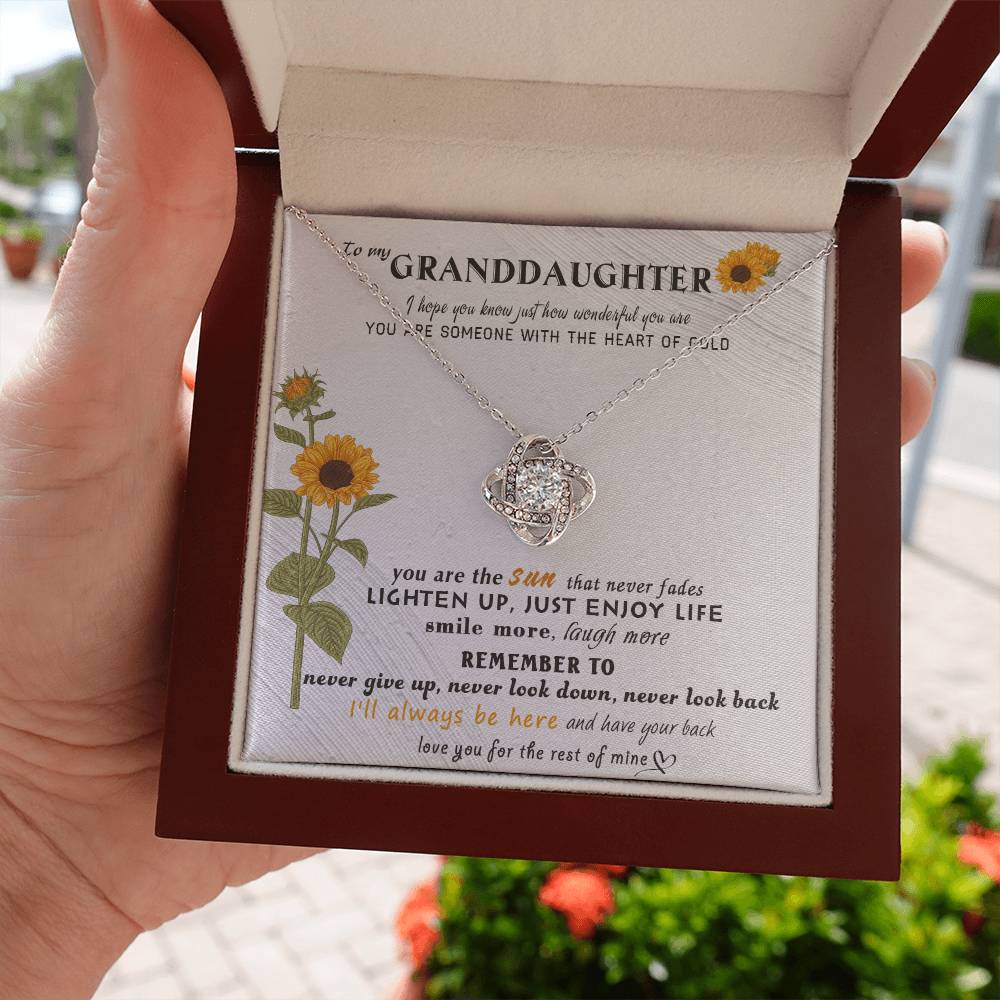 To my
GRANDDAUGHTER
I hope you know just how wonderful you are
YOU ARE SOMEONE WITH THE HEART OF GOLD
you are the sun that never fades
LIGHTEN UP, JUST ENJOY LIFE
smile more, laugh more
REMEMBER TO
never give up, never look down, never look back
I'll always be here and have your back
love you for the rest of mine